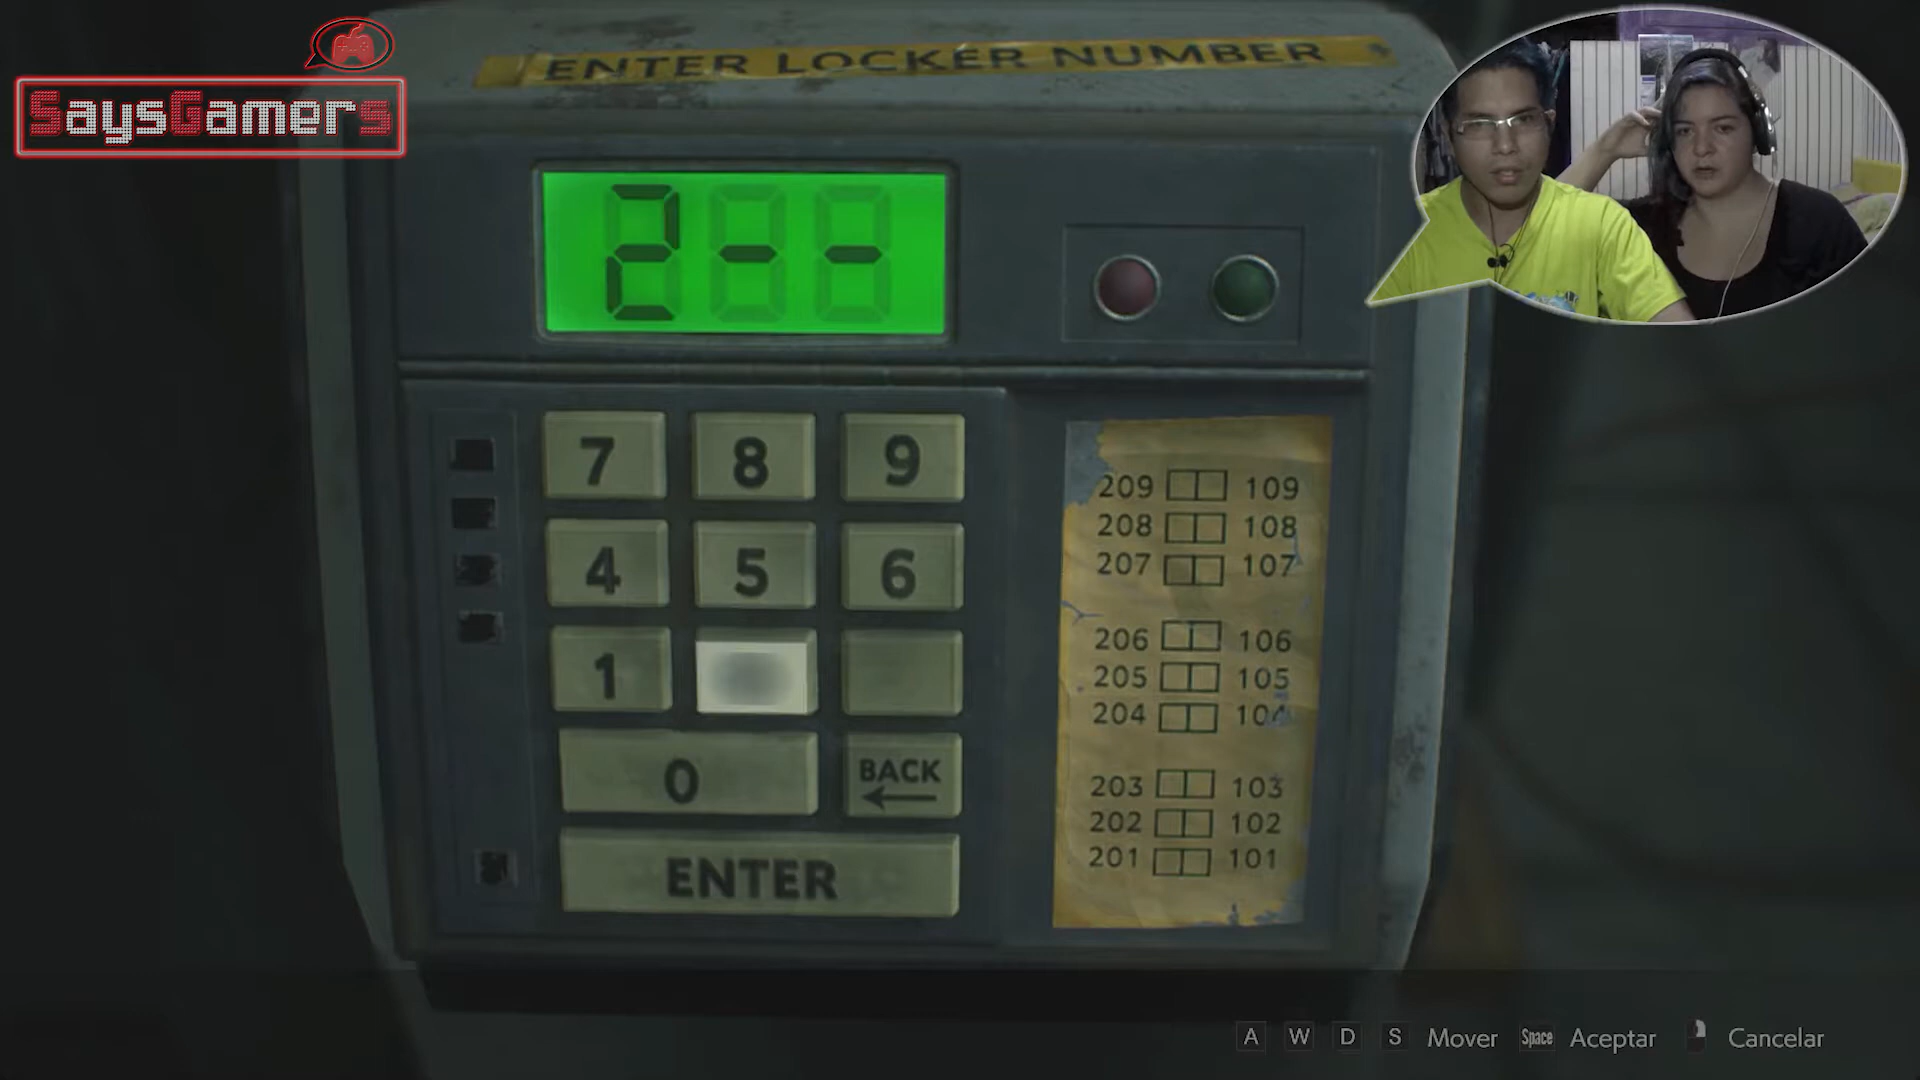 SaysGamers
ENTER LOCKER NUMBER
2--
7 8 9
4 5 6
1
0 BACK
ENTER
209 109
208 108
207 107
206 106
205 105
204 104
203 103
202 102
201 101
A W D S Mover Space Aceptar Cancelar